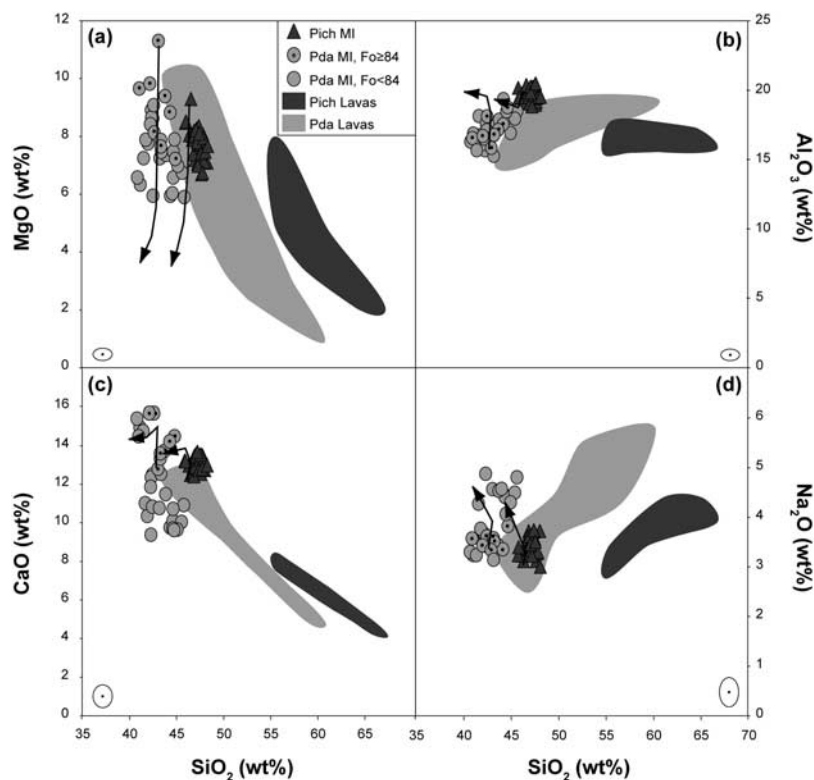 (a)
Pich MI
Pda MI, Fo≥84
Pda MI, Fo<84
Pich Lavas
Pda Lavas
12
10
8
6
4
2
0
MgO (wt%)
(b)
25
20
15
10
5
0
Al₂O₃ (wt%)
(c)
16
14
12
10
8
6
4
2
0
CaO (wt%)
35 40 45 50 55 60 65
SiO₂ (wt%)
(d)
6
5
4
3
2
1
0
Na₂O (wt%)
35 40 45 50 55 60 65 70
SiO₂ (wt%)